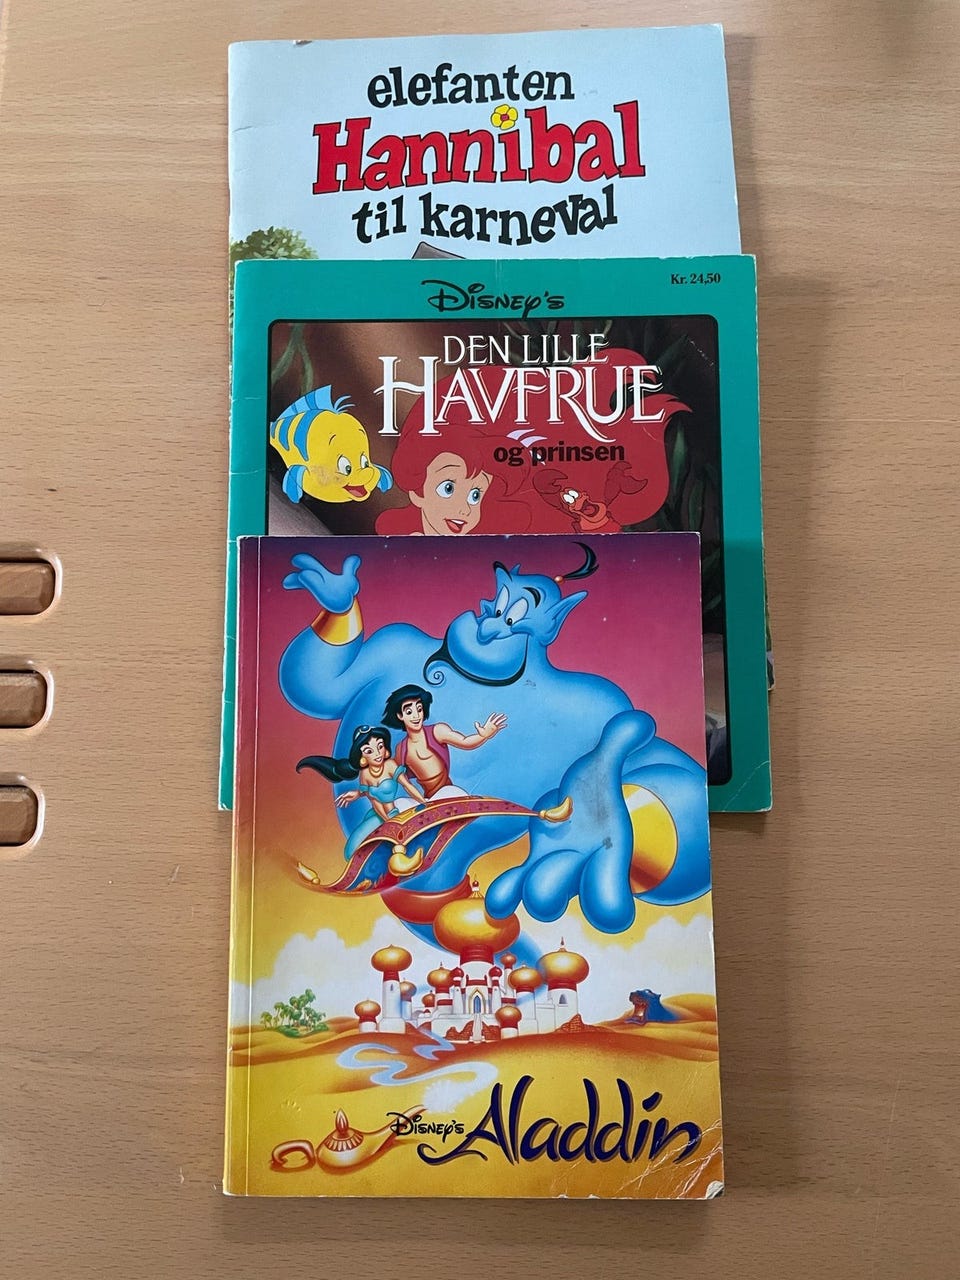 elefanten
Hannibal
til karneval
Disney's
Kr. 24,50
DEN LILLE
HAVFRUE
og prinsen
Disney's Aladdin